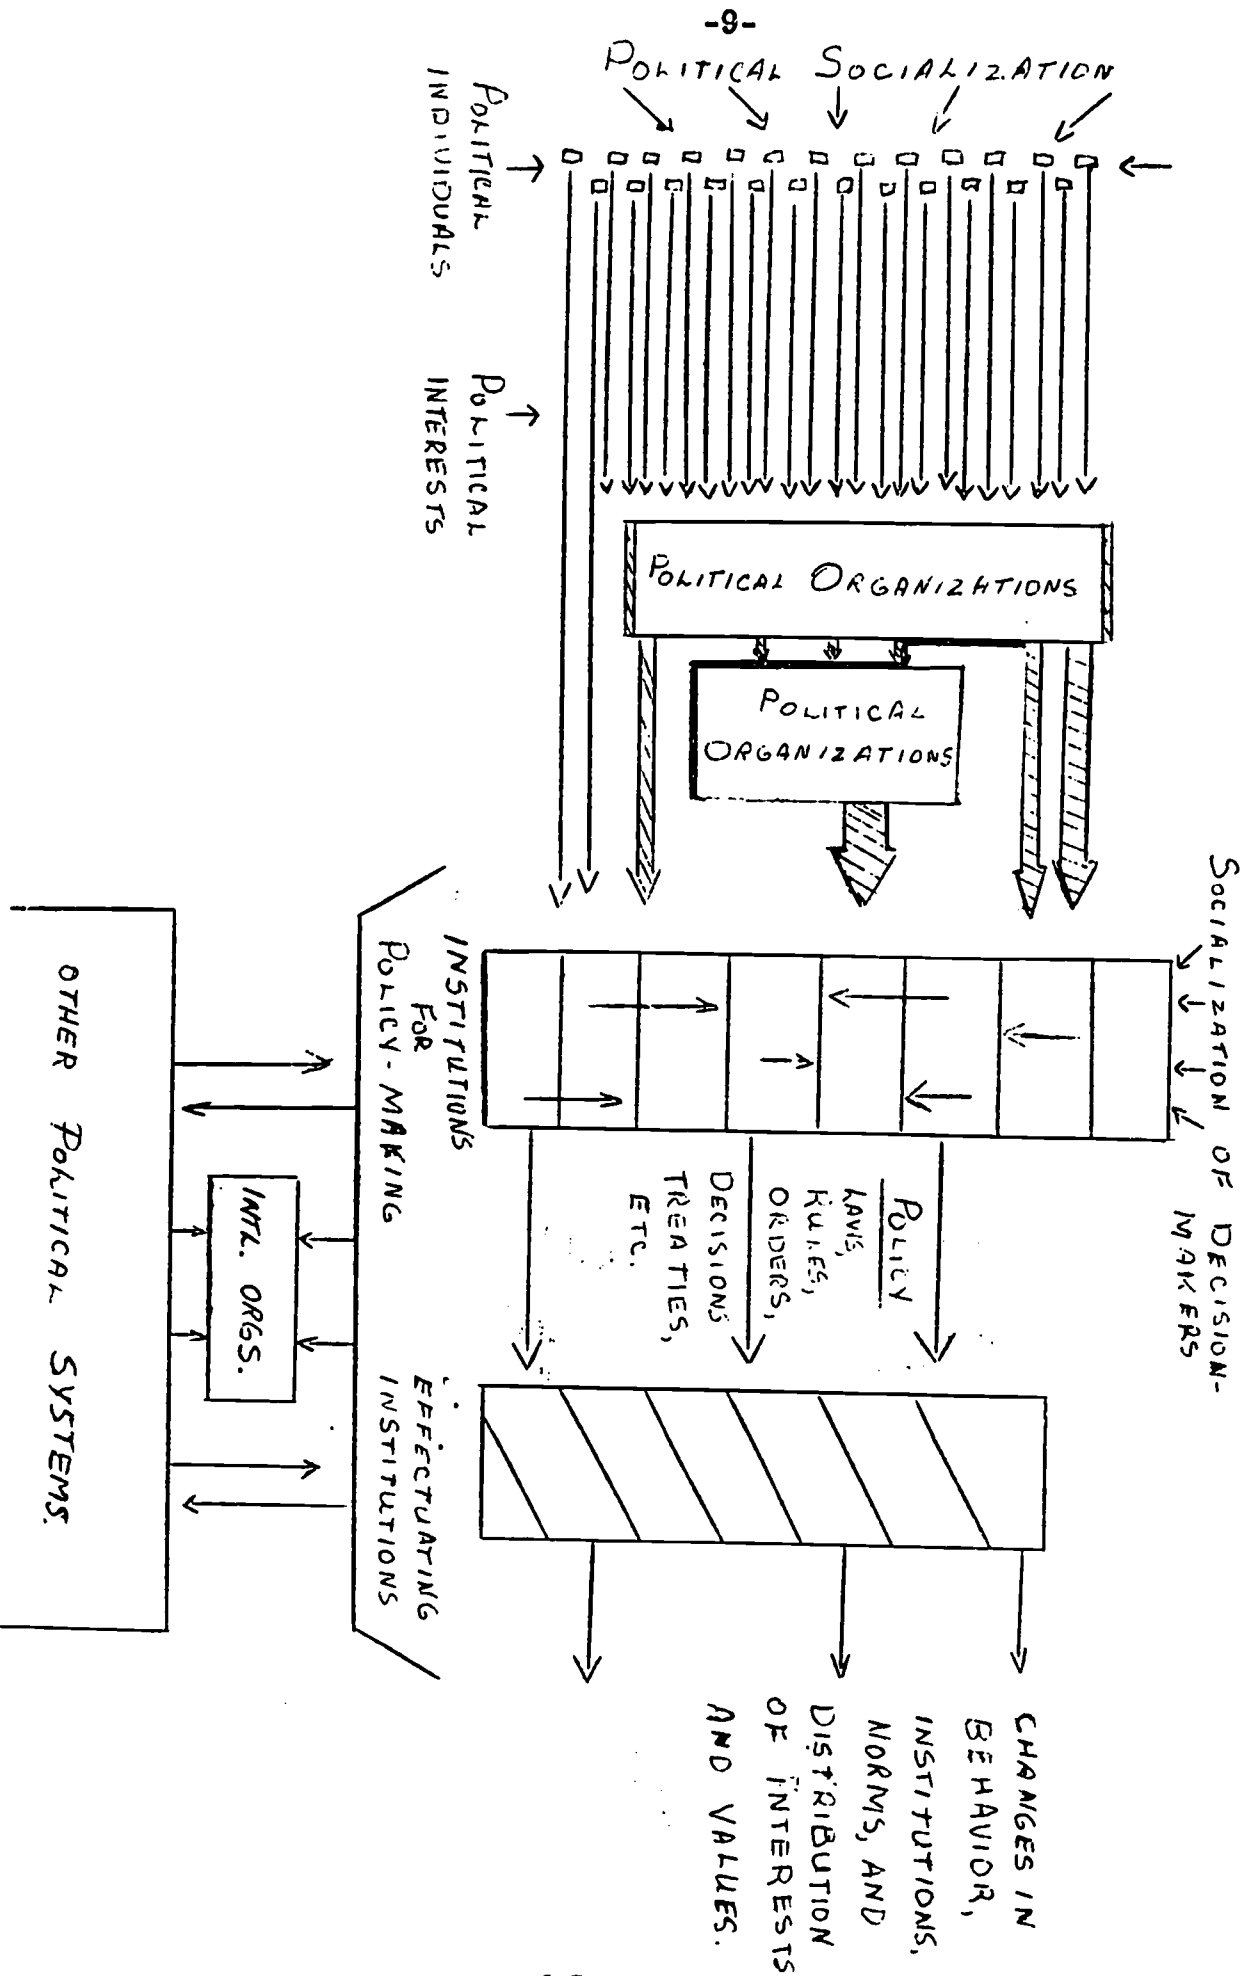 -9-
POLITICAL SOCIALIZATION
POLITICAL
INDIVIDUALS
POLITICAL
INTERESTS
POLITICAL ORGANIZATIONS
POLITICAL
ORGANIZATIONS
SOCIALIZATION OF DECISION-
MAKERS
INSTITUTIONS
FOR
POLICY-MAKING
POLICY
LAWS,
RULES,
ORDERS,
DECISIONS
TREATIES,
ETC.
EFFECTUATING
INSTITUTIONS
CHANGES IN
BEHAVIOR,
INSTITUTIONS,
NORMS, AND
DISTRIBUTION
OF INTERESTS
AND VALUES.
INTL. ORGS.
OTHER POLITICAL SYSTEMS.